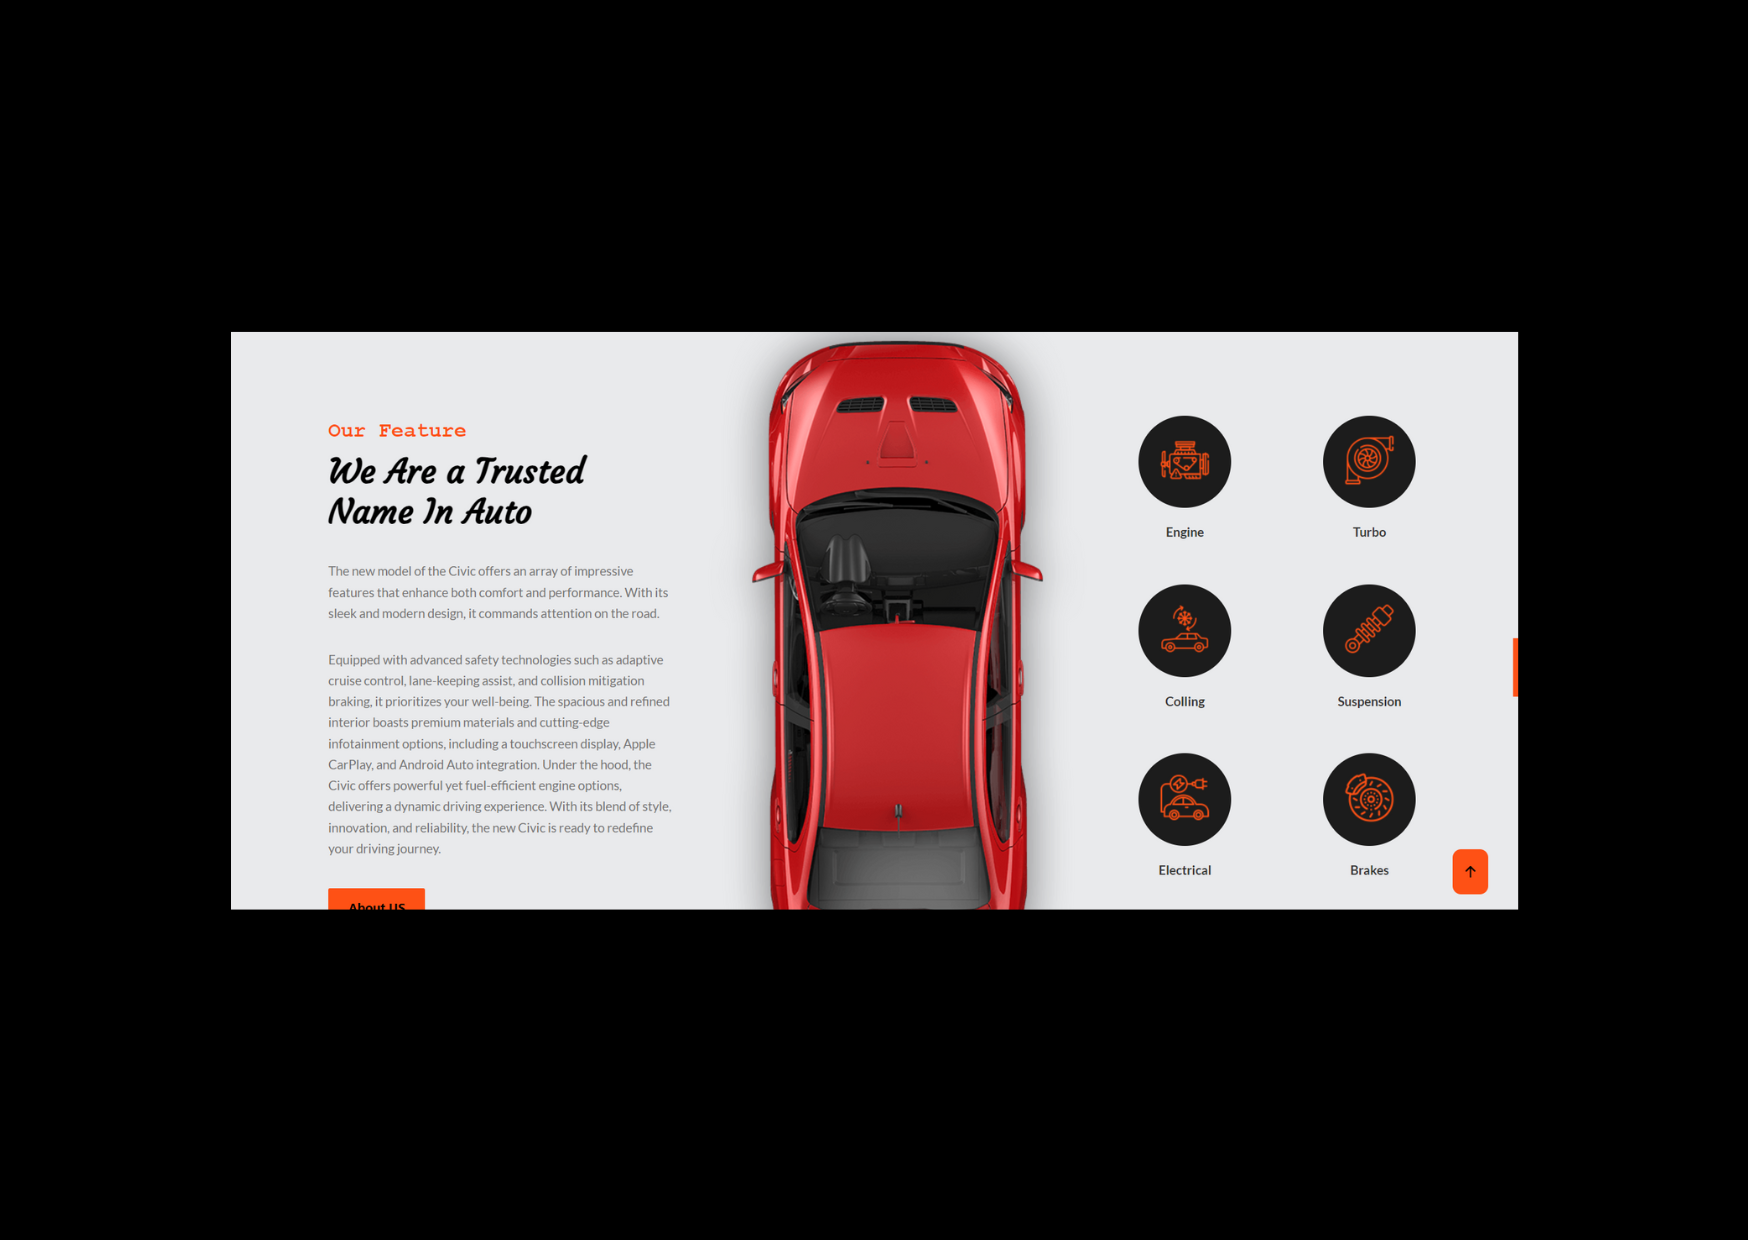 Our Feature
We Are a Trusted
Name In Auto
The new model of the Civic offers an array of impressive
features that enhance both comfort and performance. With its
sleek and modern design, it commands attention on the road.
Equipped with advanced safety technologies such as adaptive
cruise control, lane-keeping assist, and collision mitigation
braking, it prioritizes your well-being. The spacious and refined
interior boasts premium materials and cutting-edge
infotainment options, including a touchscreen display, Apple
CarPlay, and Android Auto integration. Under the hood, the
Civic offers powerful yet fuel-efficient engine options,
delivering a dynamic driving experience. With its blend of style,
innovation, and reliability, the new Civic is ready to redefine
your driving journey.
About US
Engine
Turbo
Colling
Suspension
Electrical
Brakes